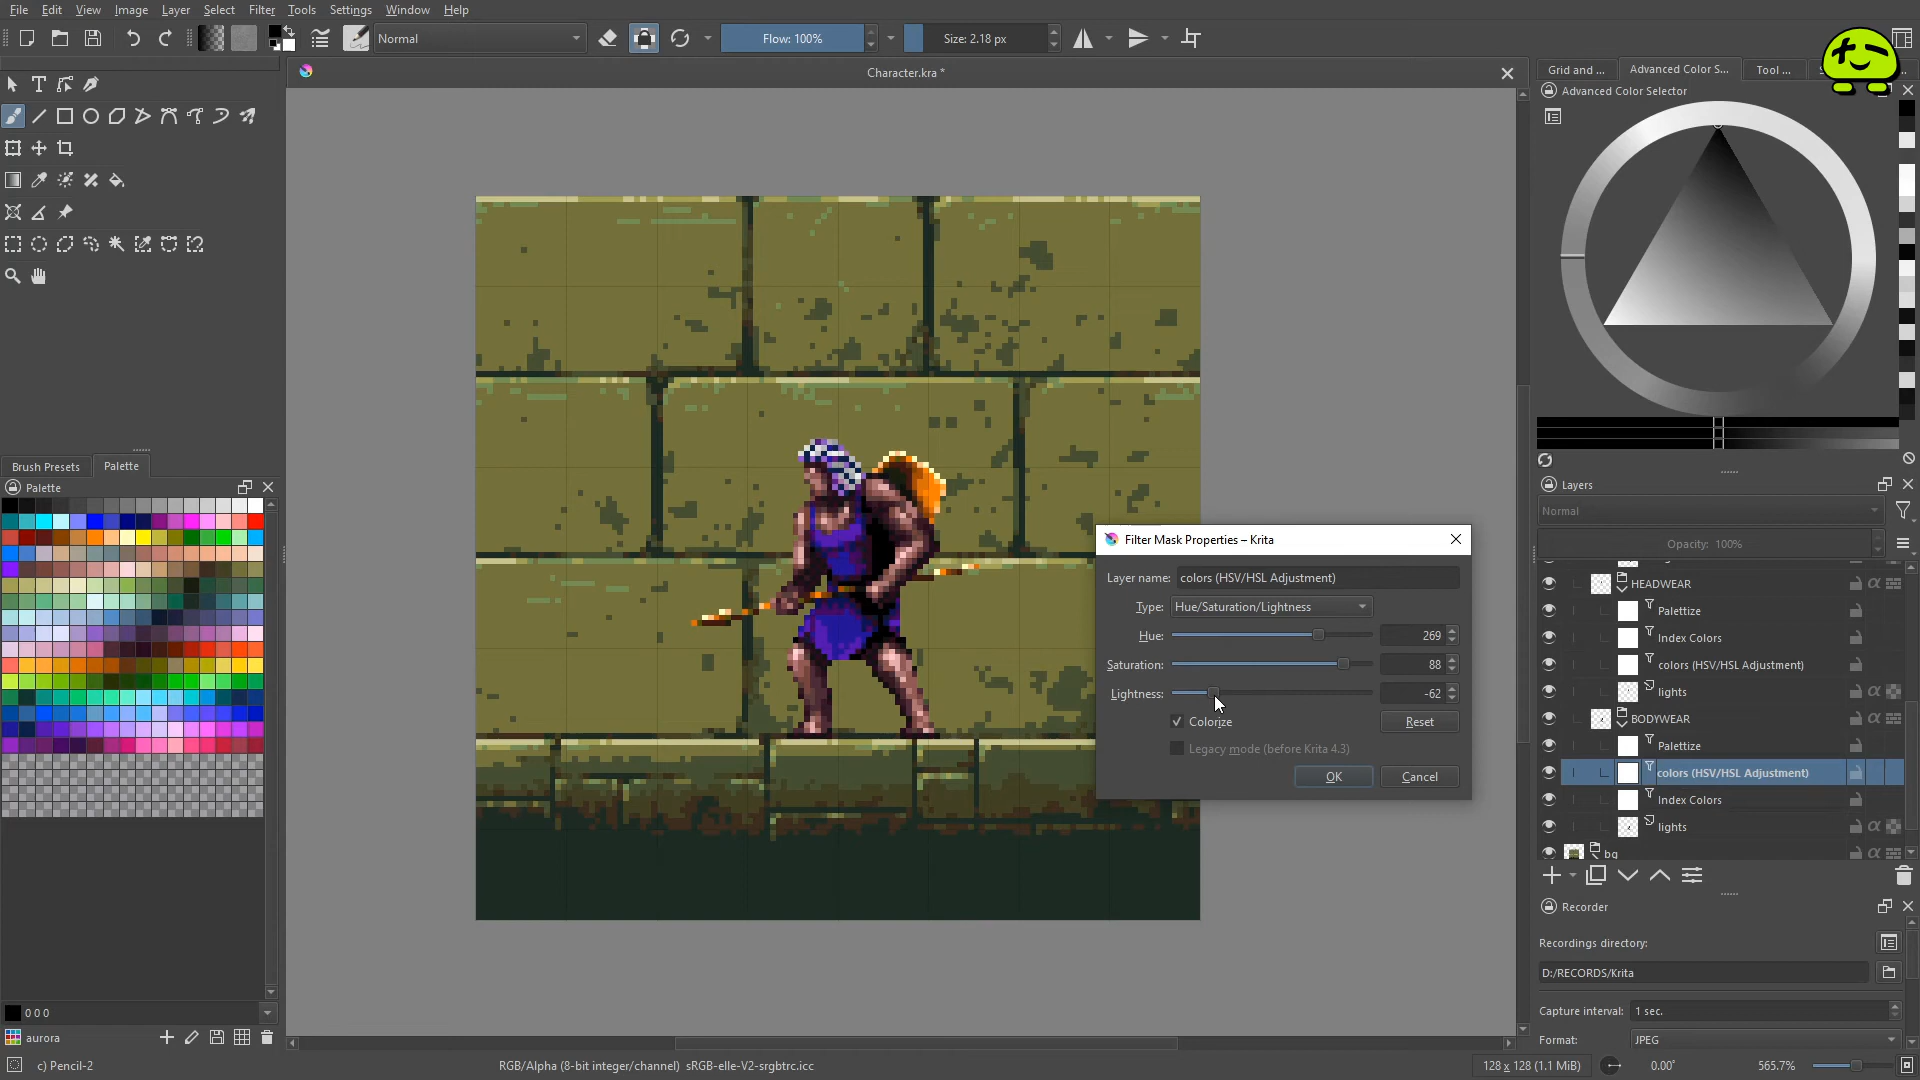 File Edit View Image Layer Select Filter Tools Settings Window Help
Normal
Flow: 100%
Size: 2.18 px
Character.kra *
Grid and ...
Advanced Color S...
Tool ...
Advanced Color Selector
Brush Presets
Palette
Palette
Layers
Normal
Opacity: 100%
HEADWEAR
Palettize
Index Colors
colors (HSV/HSL Adjustment)
lights
BODYWEAR
Palettize
colors (HSV/HSL Adjustment)
Index Colors
lights
bg
Filter Mask Properties – Krita
Layer name: colors (HSV/HSL Adjustment)
Type: Hue/Saturation/Lightness
Hue: 269
Saturation: 88
Lightness: -62
Colorize
Reset
Legacy mode (before Krita 4.3)
OK
Cancel
Recorder
Recordings directory:
D:/RECORDS/Krita
Capture interval: 1 sec.
Format: JPEG
0 0 0
aurora
c) Pencil-2
RGB/Alpha (8-bit integer/channel) sRGB-elle-V2-srgbtrc.icc
128 x 128 (1.1 MiB)
0.00°
565.7%